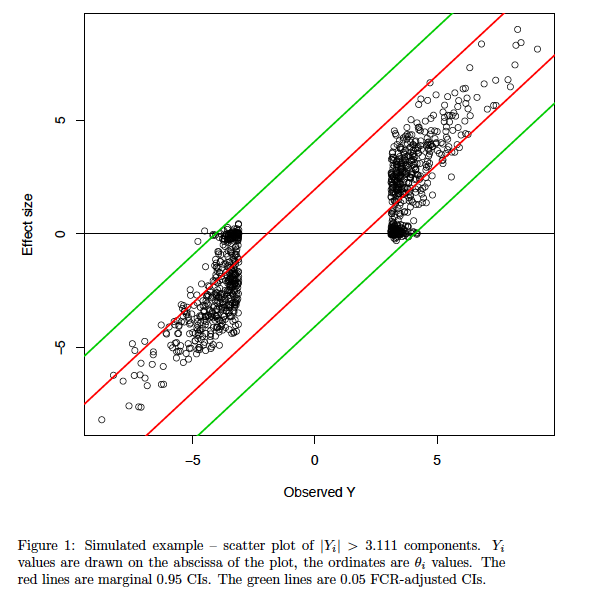 5
0
−5
Effect size
−5 0 5
Observed Y
Figure 1: Simulated example – scatter plot of |Yi| > 3.111 components. Yi
values are drawn on the abscissa of the plot, the ordinates are θi values. The
red lines are marginal 0.95 CIs. The green lines are 0.05 FCR-adjusted CIs.